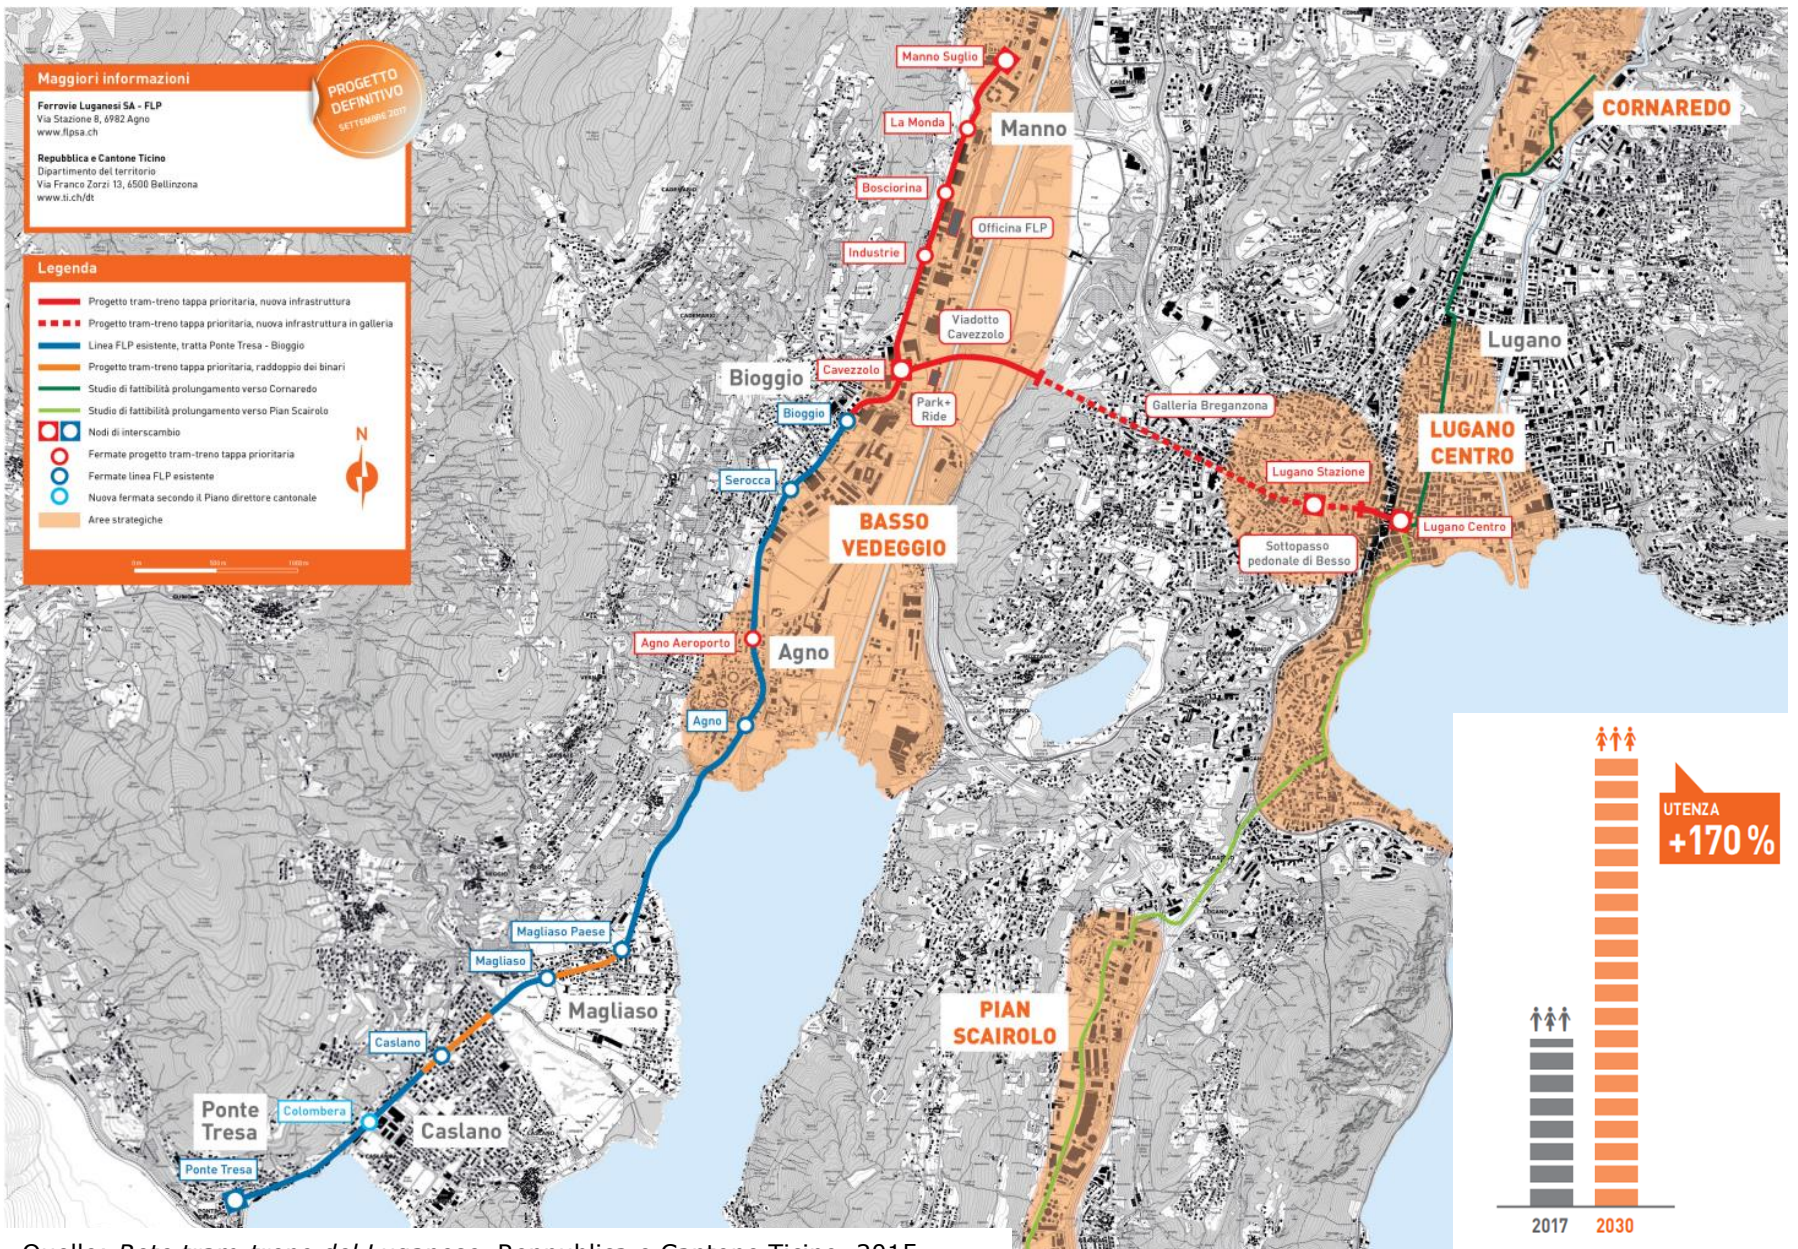 Maggiori informazioni
Ferrovie Luganesi SA - FLP
Via Stazione 8, 6982 Agno
www.flpsa.ch
Repubblica e Cantone Ticino
Dipartimento del territorio
Via Franco Zorzi 13, 6500 Bellinzona
www.ti.ch/dt
PROGETTO
DEFINITIVO
SETTEMBRE 2017
Legenda
Progetto tram-treno tappa prioritaria, nuova infrastruttura
Progetto tram-treno tappa prioritaria, nuova infrastruttura in galleria
Linea FLP esistente, tratta Ponte Tresa - Bioggio
Progetto tram-treno tappa prioritaria, raddoppio dei binari
Studio di fattibilità prolungamento verso Cornaredo
Studio di fattibilità prolungamento verso Pian Scairolo
Nodi di interscambio
Fermate progetto tram-treno tappa prioritaria
Fermate linea FLP esistente
Nuova fermata secondo il Piano direttore cantonale
Aree strategiche
N
0 m 500 m 1000 m
Manno Suglio
La Monda
Manno
Bosciorina
Officina FLP
Industrie
Viadotto
Cavezzolo
Cavezzolo
Bioggio
Park+
Ride
Bioggio
Serocca
BASSO
VEDEGGIO
Agno Aeroporto
Agno
Agno
Magliaso Paese
Magliaso
Magliaso
Caslano
Colombera
Caslano
Ponte
Tresa
Ponte Tresa
CORNAREDO
Lugano
Galleria Breganzona
LUGANO
CENTRO
Lugano Stazione
Lugano Centro
Sottopasso
pedonale di Besso
PIAN
SCAIROLO
UTENZA
+170 %
2017 2030